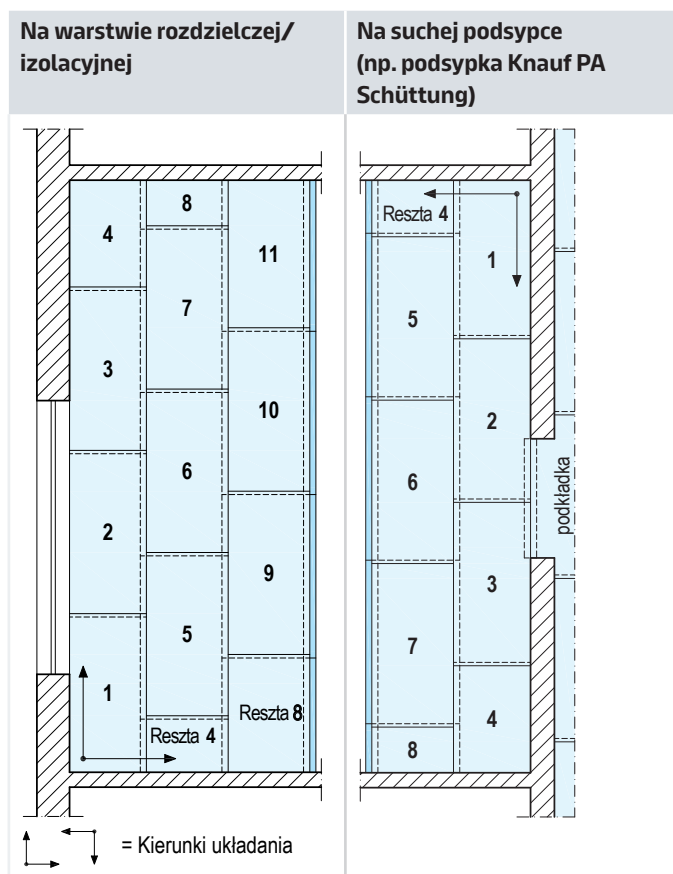 Na warstwie rozdzielczej/
izolacyjnej
Na suchej podsypce
(np. podsypka Knauf PA
Schüttung)
4
3
2
1
8
7
6
5
Reszta 4
11
10
9
Reszta 8
Reszta 4
5
6
7
8
1
2
3
4
podkładka
= Kierunki układania